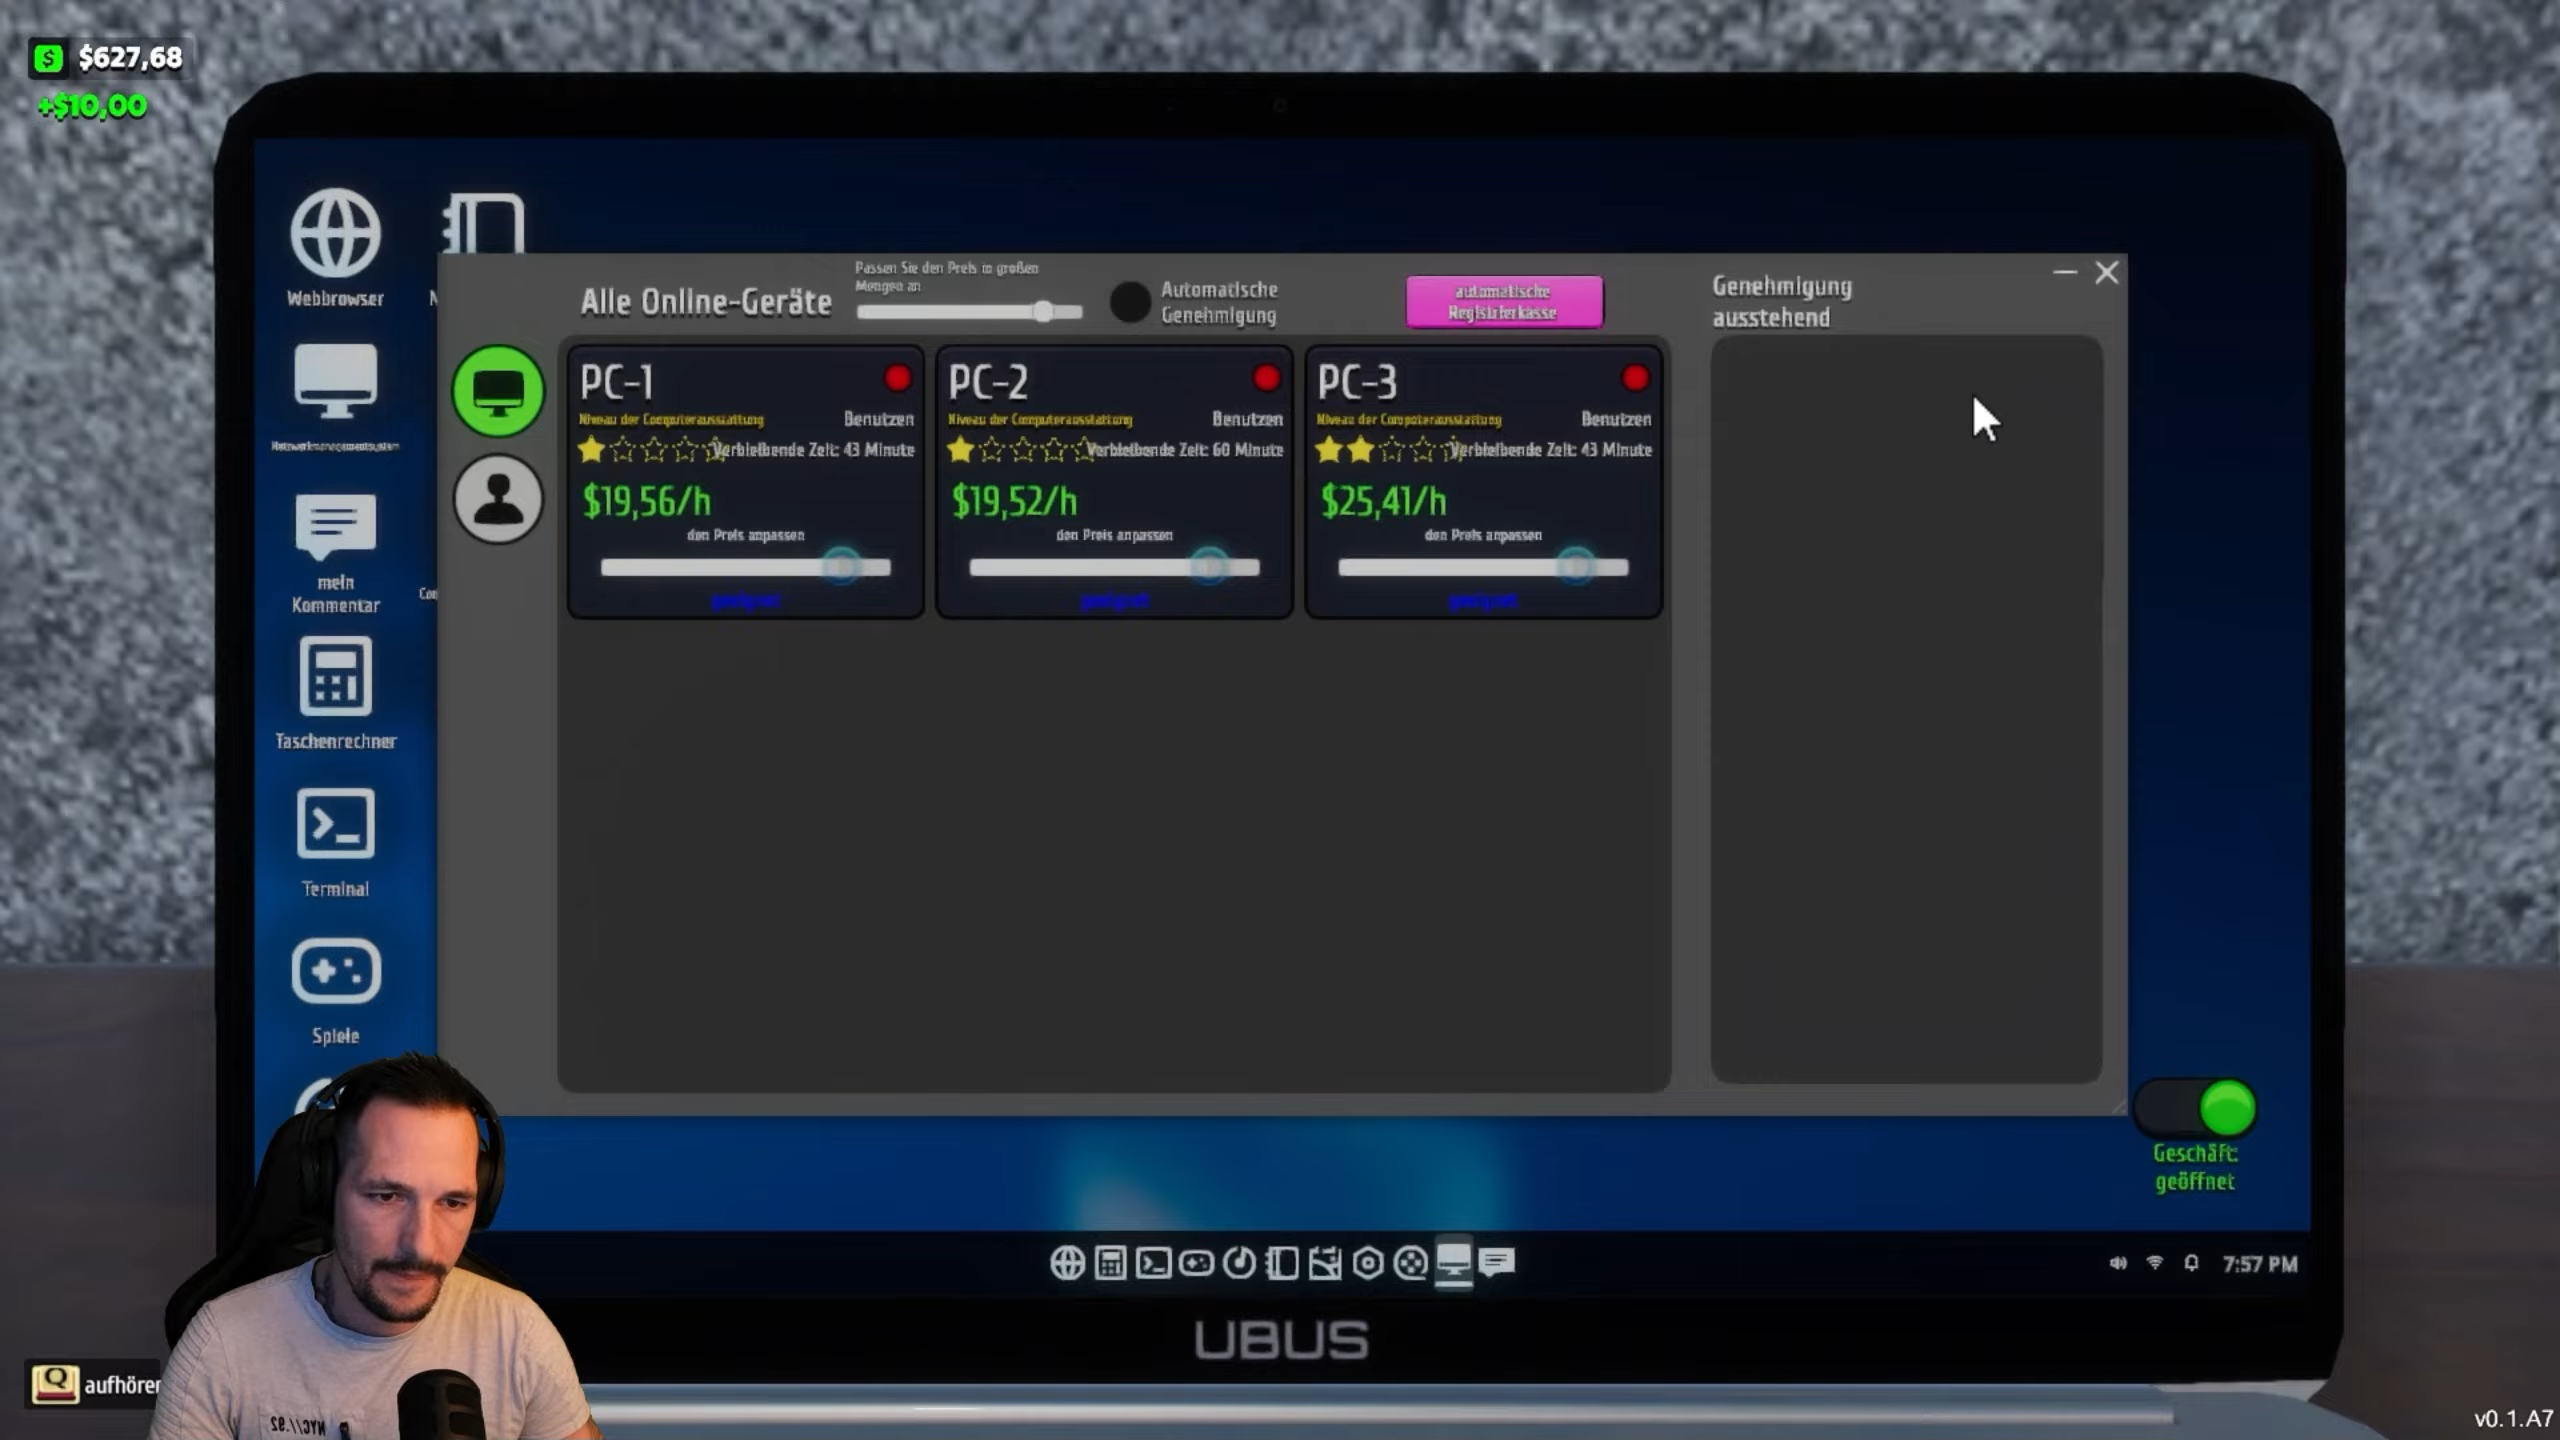 $627,68
+$10,00
Webbrowser
mein
Kommentar
Taschenrechner
Terminal
Spiele
Alle Online-Geräte
Passen Sie den Preis in großen
Mengen an
Automatische
Genehmigung
automatische
Registrierkasse
Genehmigung
ausstehend
PC-1
Niveau der Computerausstattung
Benutzen
Verbleibende Zeit: 43 Minute
$19,56/h
den Preis anpassen
geeignet
PC-2
Niveau der Computerausstattung
Benutzen
Verbleibende Zeit: 60 Minute
$19,52/h
den Preis anpassen
geeignet
PC-3
Niveau der Computerausstattung
Benutzen
Verbleibende Zeit: 43 Minute
$25,41/h
den Preis anpassen
geeignet
Geschäft:
geöffnet
7:57 PM
UBUS
Q
aufhören
v0.1.A7